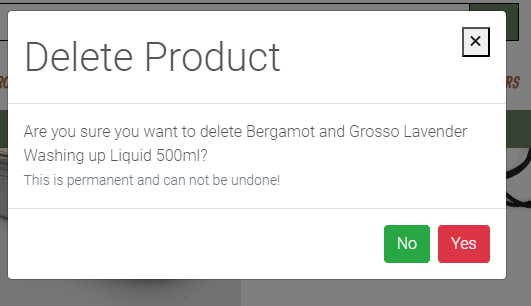 Delete Product
Are you sure you want to delete Bergamot and Grosso Lavender
Washing up Liquid 500ml?
This is permanent and can not be undone!
No
Yes